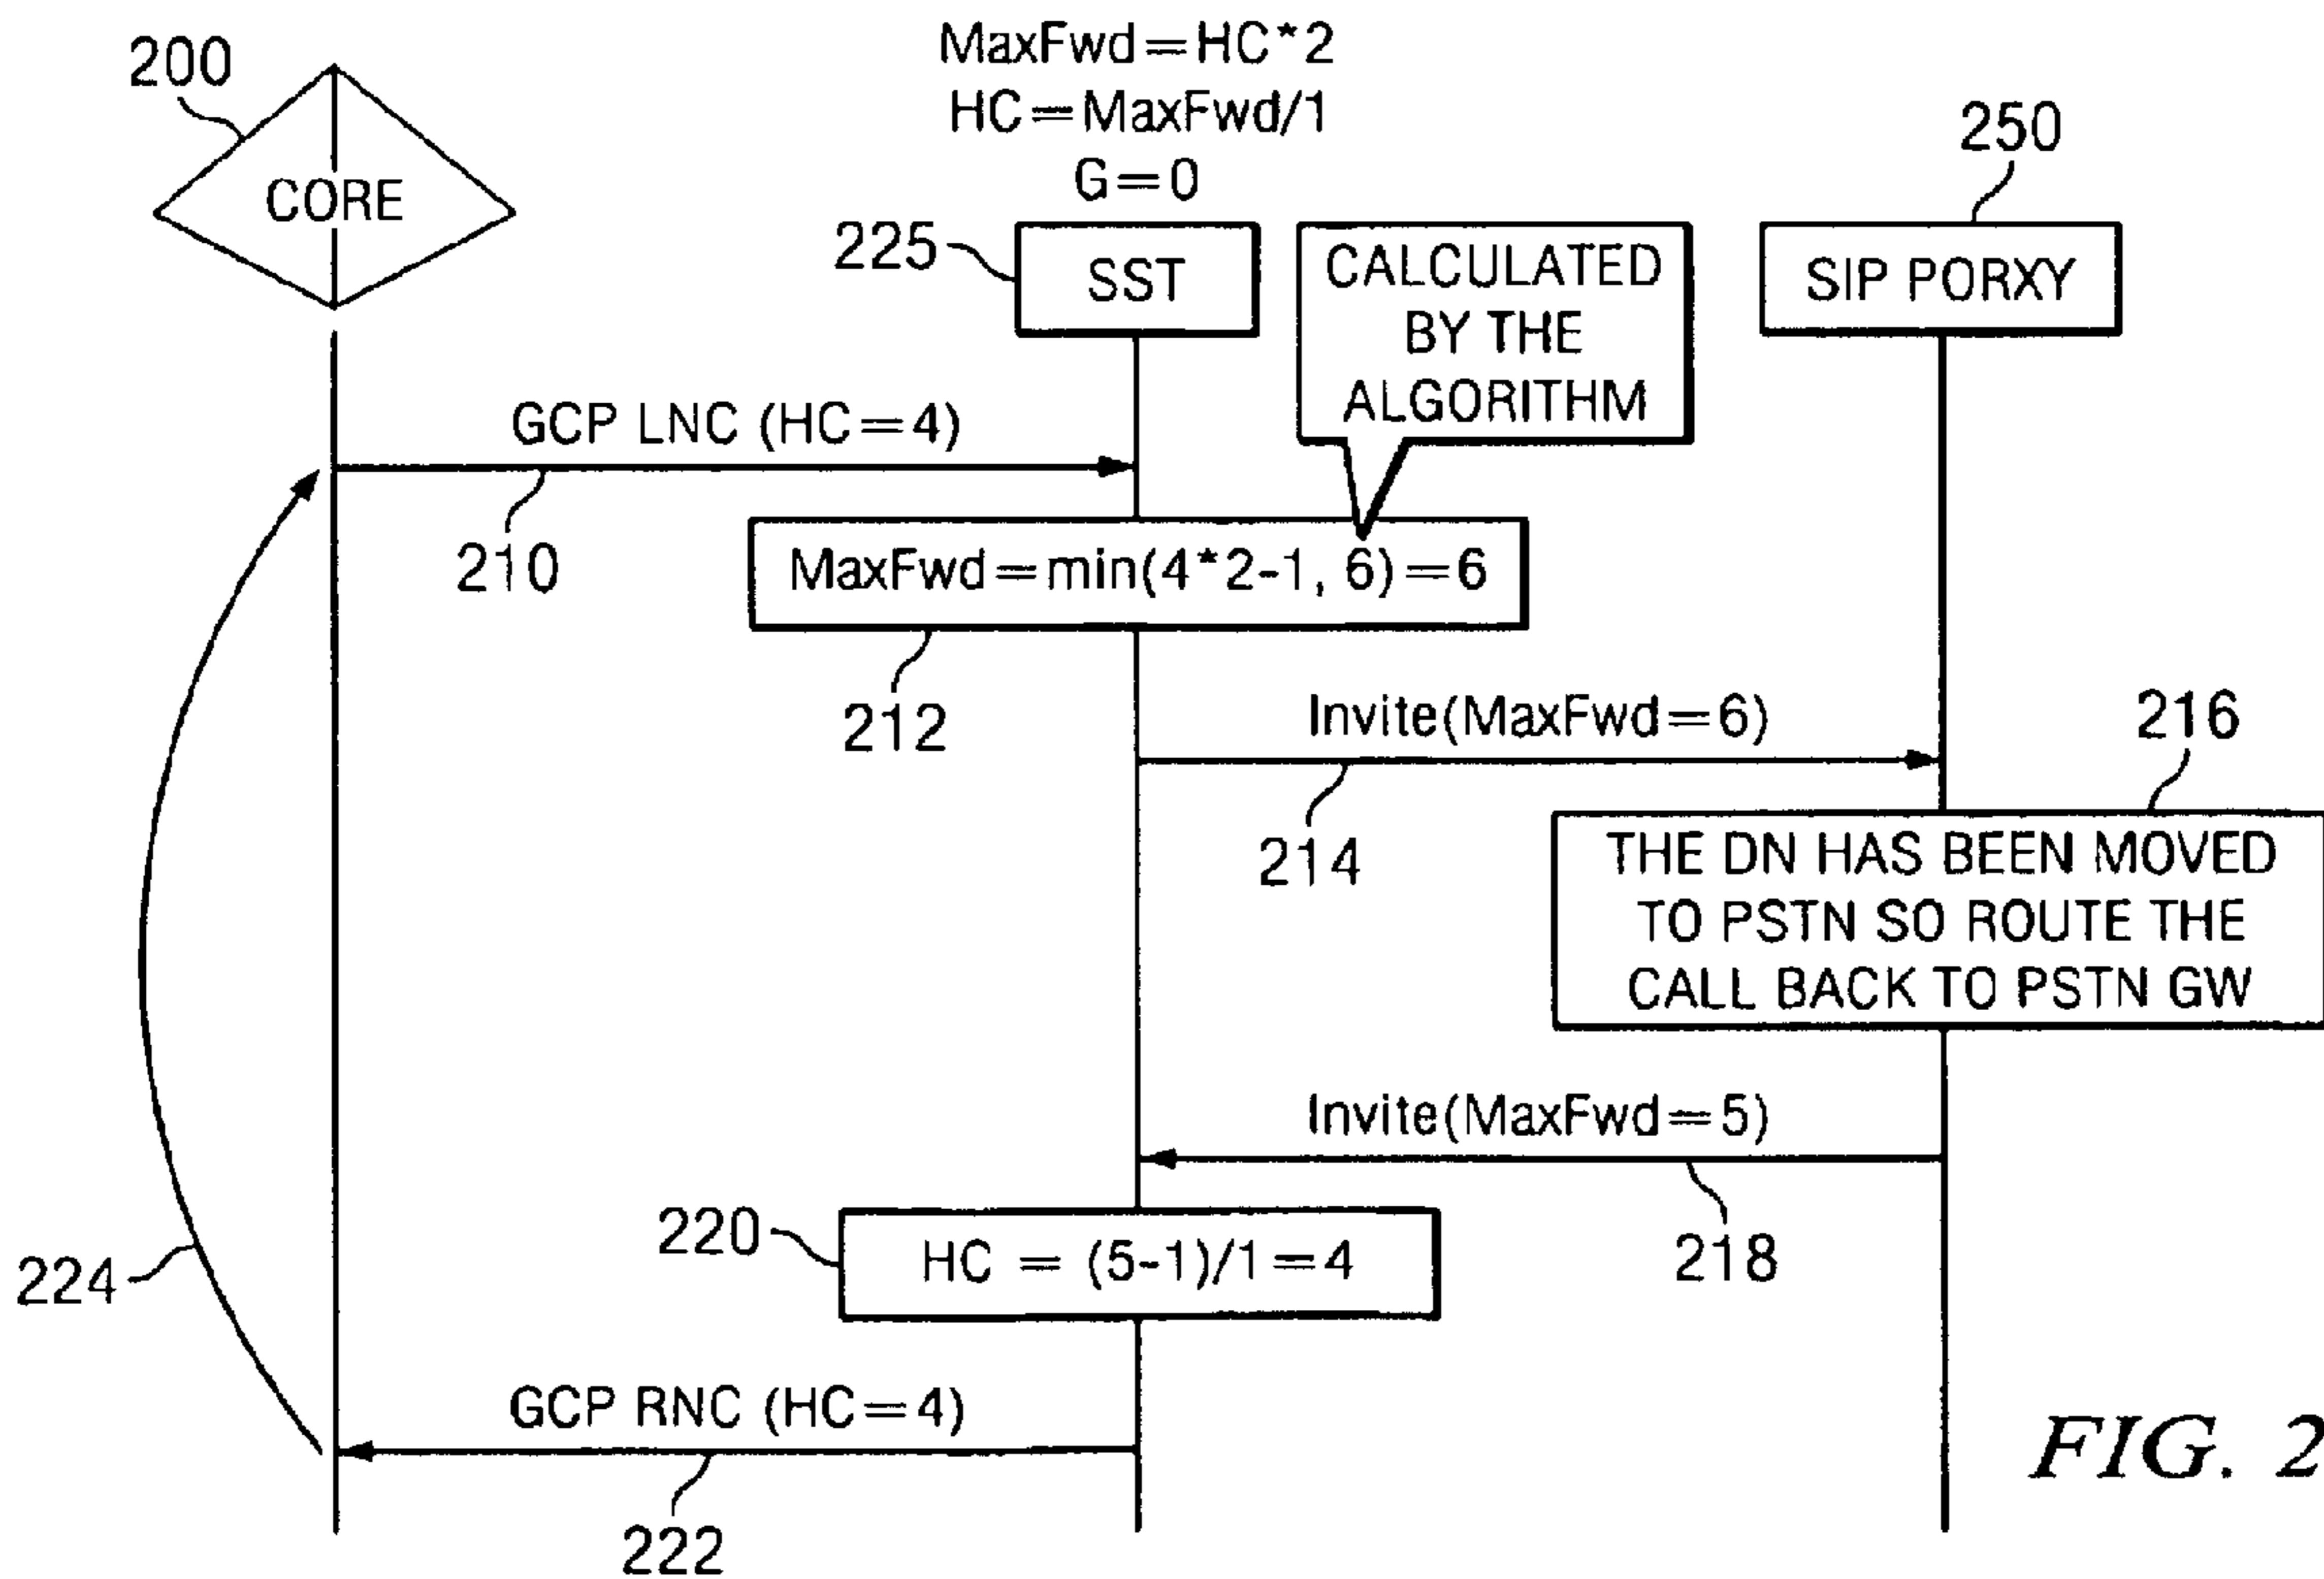 MaxFwd=HC*2
HC=MaxFwd/1
G=0
200
CORE
225
SST
CALCULATED
BY THE
ALGORITHM
250
SIP PORXY
GCP LNC (HC=4)
210
MaxFwd=min(4*2-1, 6)=6
212
Invite(MaxFwd=6)
214
216
THE DN HAS BEEN MOVED
TO PSTN SO ROUTE THE
CALL BACK TO PSTN GW
Invite(MaxFwd=5)
218
220
HC = (5-1)/1=4
224
GCP RNC (HC=4)
222
FIG. 2